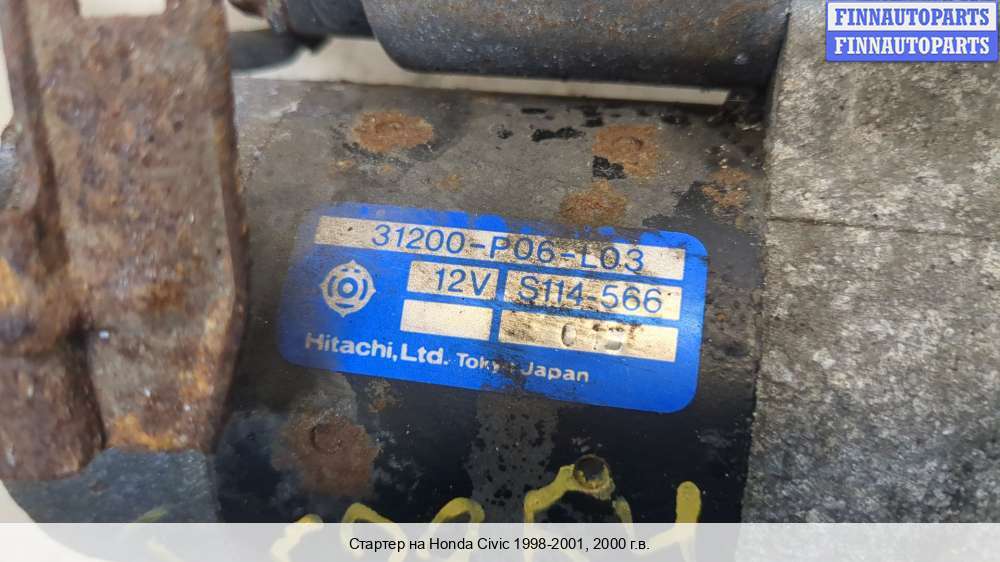 FINNAUTOPARTS
FINNAUTOPARTS
31200-P06-L03
12V S114-566
Hitachi, Ltd. Japan
Стартер на Honda Civic 1998-2001, 2000 г.в.